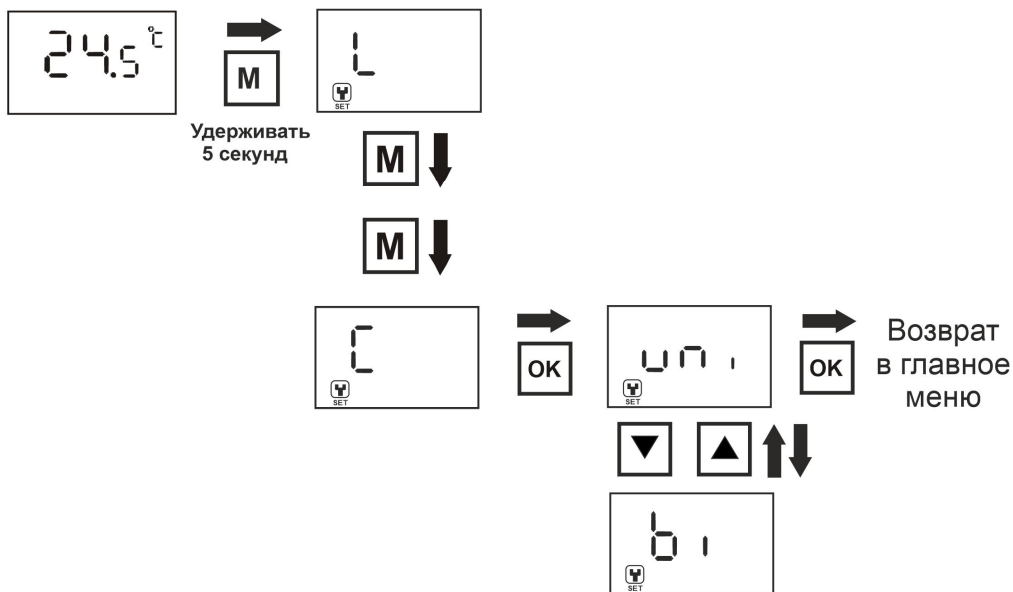 24.5 °C
M
Удерживать
5 секунд
L
SET
M
M
C
SET
OK
uni
SET
OK
Возврат
в главное
меню
bi
SET